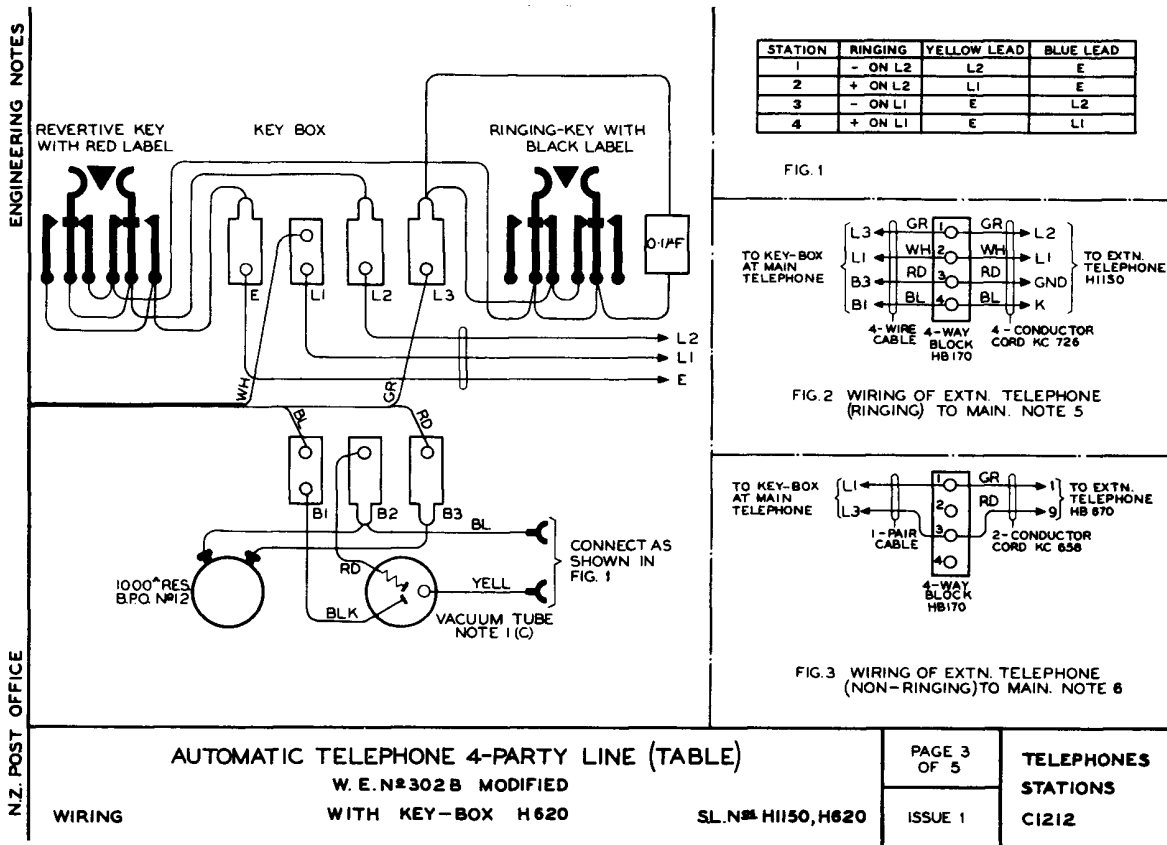 ENGINEERING NOTES
N.Z. POST OFFICE
REVERTIVE KEY
WITH RED LABEL
KEY BOX
RINGING-KEY WITH
BLACK LABEL
0.1µF
E
L1
L2
L3
L2
L1
E
WH
GR
BL
RD
B1
B2
B3
BL
RD
YELL
BLK
1000ᴬ RES.
B.P.O. Nº12
VACUUM TUBE
NOTE 1 (C)
CONNECT AS
SHOWN IN
FIG. 1
STATION RINGING YELLOW LEAD BLUE LEAD
1 - ON L2 L2 E
2 + ON L2 L1 E
3 - ON L1 E L2
4 + ON L1 E L1
FIG. 1
TO KEY-BOX
AT MAIN
TELEPHONE
L3 GR 1 GR L2
L1 WH 2 WH L1
B3 RD 3 RD GND
B1 BL 4 BL K
TO EXTN.
TELEPHONE
H1150
4-WIRE
CABLE
4-WAY
BLOCK
HB170
4-CONDUCTOR
CORD KC 726
FIG. 2 WIRING OF EXTN. TELEPHONE
(RINGING) TO MAIN. NOTE 5
TO KEY-BOX
AT MAIN
TELEPHONE
L1 1 GR 1
2
L3 3 RD 9
4
TO EXTN.
TELEPHONE
HB 670
1-PAIR
CABLE
2-CONDUCTOR
CORD KC 658
4-WAY
BLOCK
HB170
FIG. 3 WIRING OF EXTN. TELEPHONE
(NON-RINGING) TO MAIN. NOTE 6
AUTOMATIC TELEPHONE 4-PARTY LINE (TABLE)
W. E. Nº 302B MODIFIED
WITH KEY-BOX H620
WIRING
S.L. Nºs H1150, H620
PAGE 3
OF 5
ISSUE 1
TELEPHONES
STATIONS
C1212